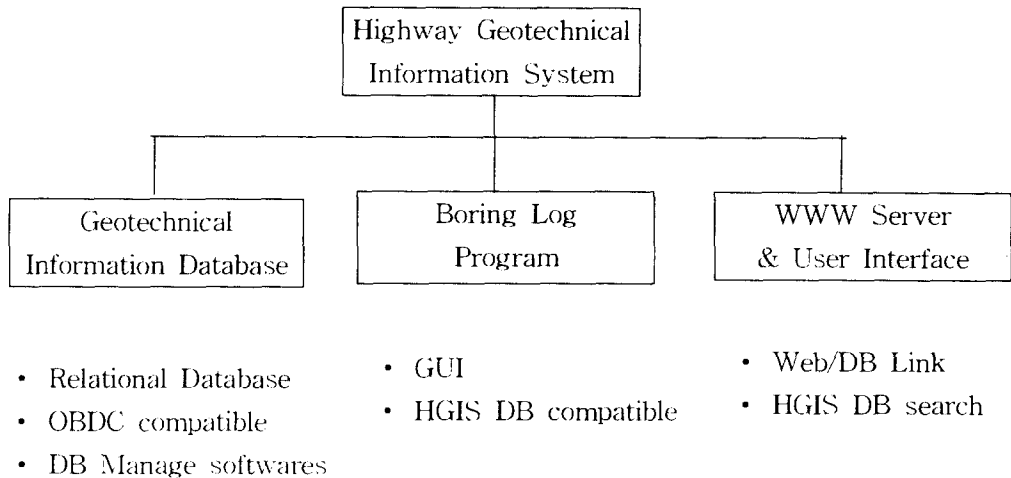 Highway Geotechnical
Information System
Geotechnical
Information Database
Boring Log
Program
WWW Server
& User Interface
• Relational Database
• OBDC compatible
• DB Manage softwares
• GUI
• HGIS DB compatible
• Web/DB Link
• HGIS DB search